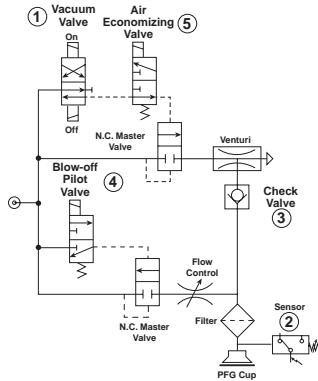 1 Vacuum
Valve
On
Off
Air
Economizing
Valve
5
N.C. Master
Valve
Venturi
Blow-off
Pilot
Valve
4
Check
Valve
3
Flow
Control
N.C. Master
Valve
Filter
Sensor
2
PFG Cup